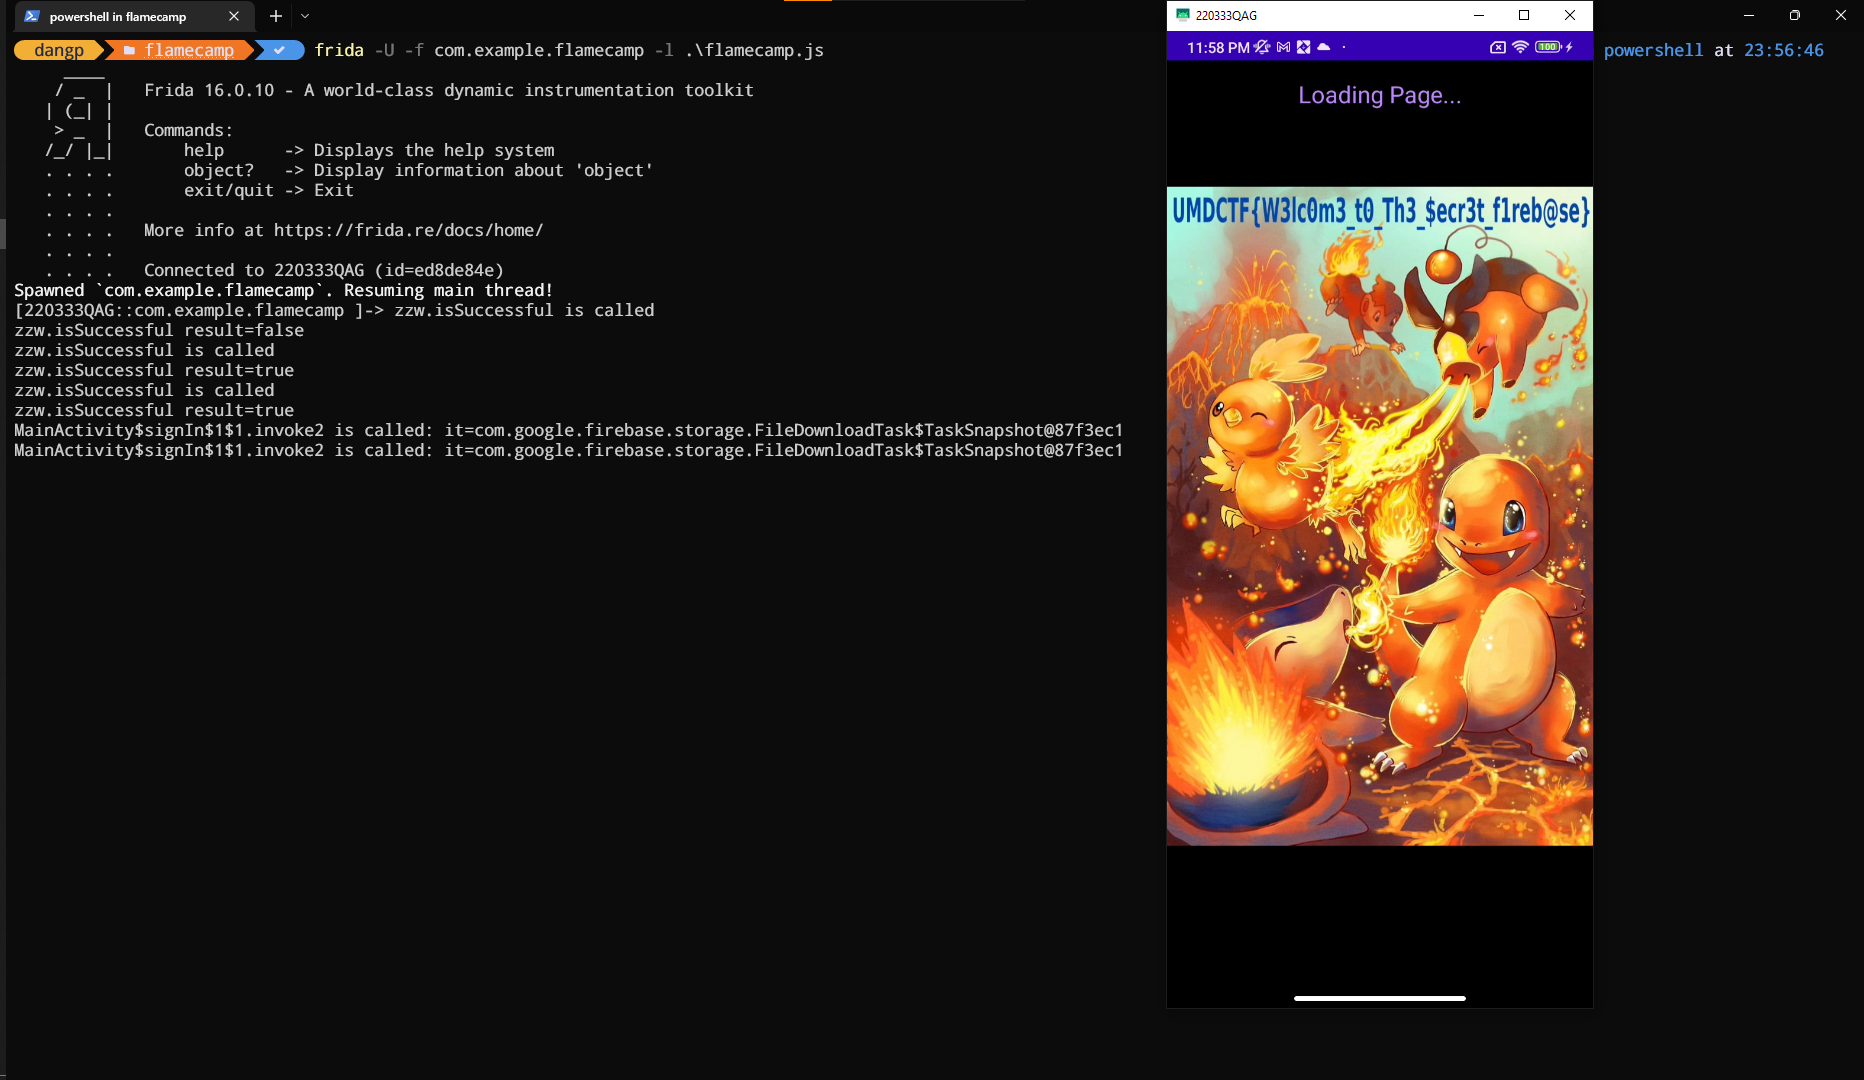 powershell in flamecamp
dangp flamecamp frida -U -f com.example.flamecamp -l .\flamecamp.js
powershell at 23:56:46
/ _ | Frida 16.0.10 - A world-class dynamic instrumentation toolkit
| (_| |
> _ | Commands:
/_/ |_| help -> Displays the help system
. . . . object? -> Display information about 'object'
. . . . exit/quit -> Exit
. . . .
. . . . More info at https://frida.re/docs/home/
. . . .
. . . . Connected to 220333QAG (id=ed8de84e)
Spawned `com.example.flamecamp`. Resuming main thread!
[220333QAG::com.example.flamecamp ]-> zzw.isSuccessful is called
zzw.isSuccessful result=false
zzw.isSuccessful is called
zzw.isSuccessful result=true
zzw.isSuccessful is called
zzw.isSuccessful result=true
MainActivity$signIn$1$1.invoke2 is called: it=com.google.firebase.storage.FileDownloadTask$TaskSnapshot@87f3ec1
MainActivity$signIn$1$1.invoke2 is called: it=com.google.firebase.storage.FileDownloadTask$TaskSnapshot@87f3ec1
220333QAG
11:58 PM
100
Loading Page...
UMDCTF{W3lc0m3_t0_Th3_$ecr3t_f1reb@se}